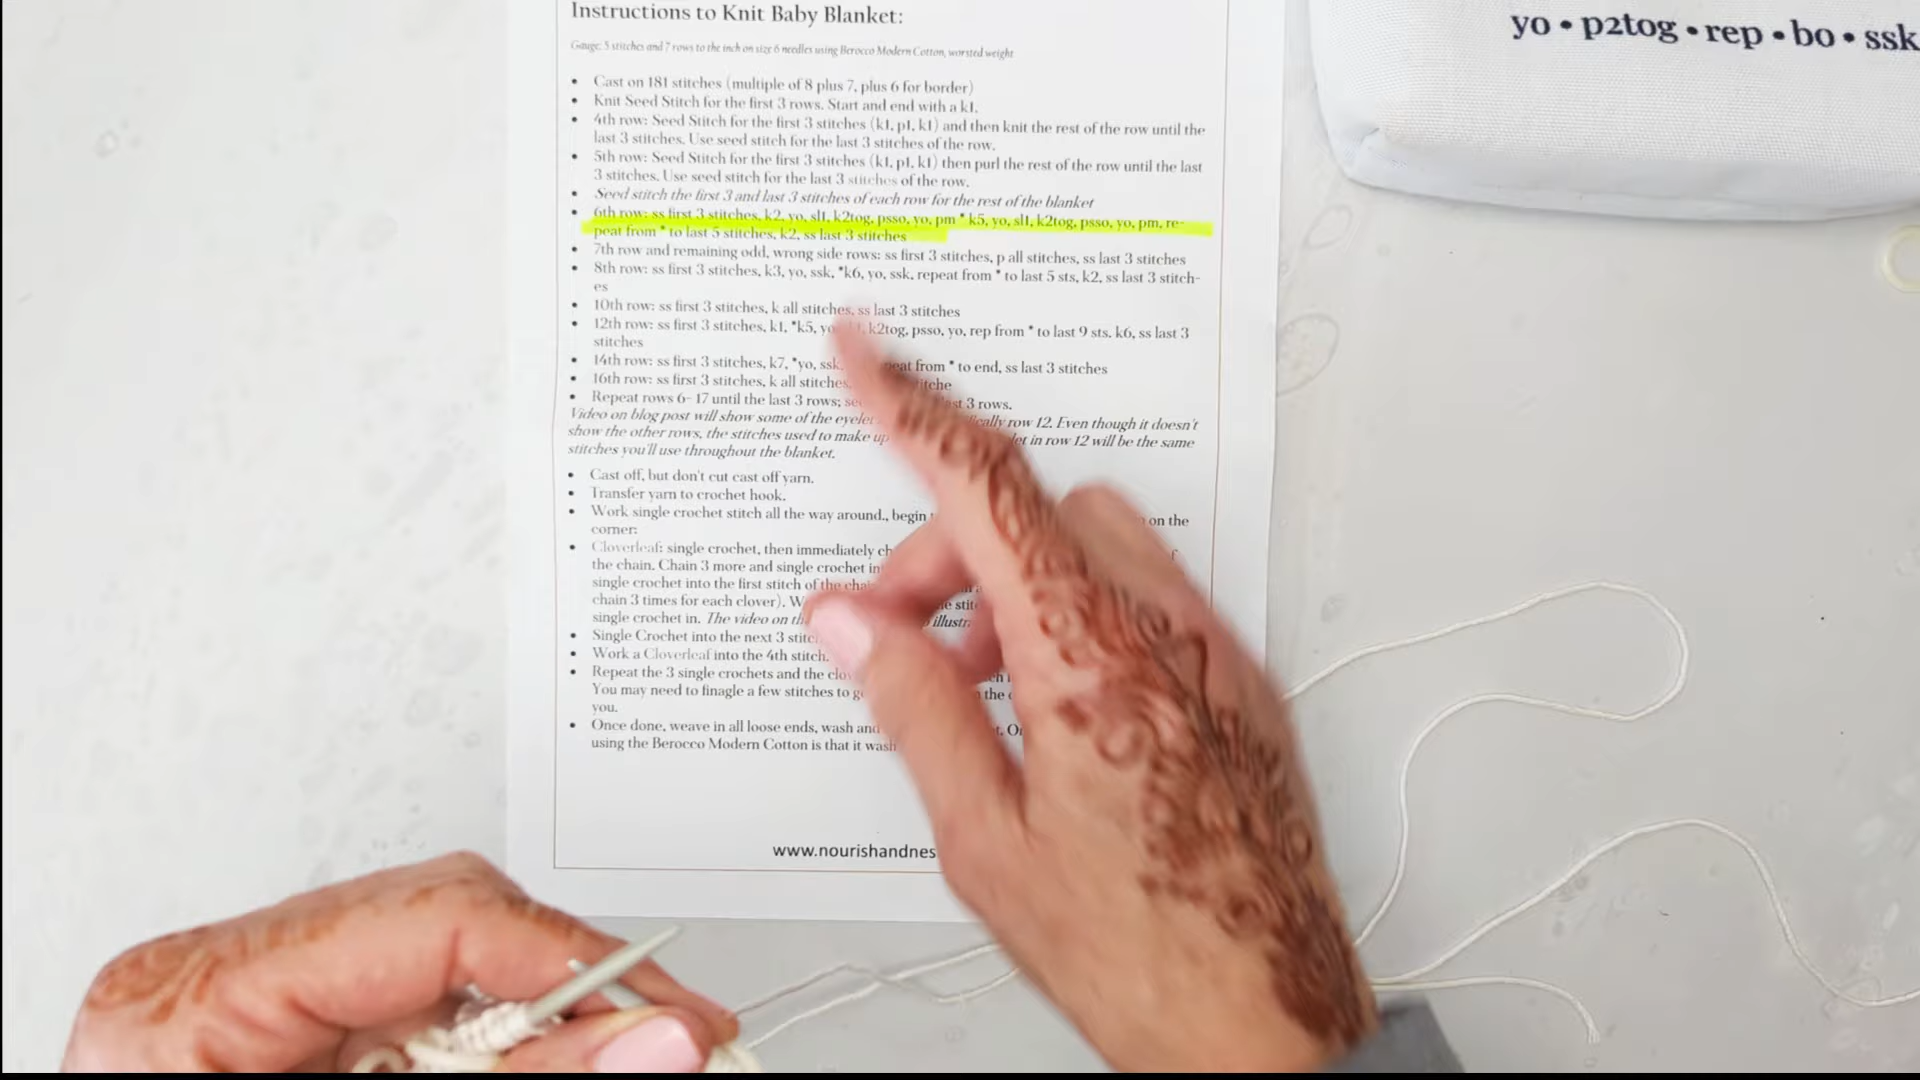 Instructions to Knit Baby Blanket:
yo • p2tog • rep • bo • ssk
Gauge: 5 stitches and 7 rows to the inch on size 6 needles using Berocco Modern Cotton, worsted weight
• Cast on 181 stitches (multiple of 8 plus 7, plus 6 for border)
• Knit Seed Stitch for the first 3 rows. Start and end with a k1.
• 4th row: Seed Stitch for the first 3 stitches (k1, p1, k1) and then knit the rest of the row until the
last 3 stitches. Use seed stitch for the last 3 stitches of the row.
• 5th row: Seed Stitch for the first 3 stitches (k1, p1, k1) then purl the rest of the row until the last
3 stitches. Use seed stitch for the last 3 stitches of the row.
• Seed stitch the first 3 and last 3 stitches of each row for the rest of the blanket
• 6th row: ss first 3 stitches, k2, yo, sl1, k2tog, psso, yo, pm * k5, yo, sl1, k2tog, psso, yo, pm, re-
peat from * to last 5 stitches, k2, ss last 3 stitches
• 7th row and remaining odd, wrong side rows: ss first 3 stitches, p all stitches, ss last 3 stitches
• 8th row: ss first 3 stitches, k3, yo, ssk, *k6, yo, ssk, repeat from * to last 5 sts, k2, ss last 3 stitch-
es
• 10th row: ss first 3 stitches, k all stitches, ss last 3 stitches
• 12th row: ss first 3 stitches, k1, *k5, k2tog, psso, yo, rep from * to last 9 sts. k6, ss last 3
stitches
• 14th row: ss first 3 stitches, k7, *yo, ssk, from * to end, ss last 3 stitches
• 16th row: ss first 3 stitches, k all stitches,
• Repeat rows 6- 17 until the last 3 rows; 3 rows.
Video on blog post will show some of the row 12. Even though it doesn't
show the other rows, the stitches used to make up in row 12 will be the same
stitches you'll use throughout the blanket.
• Cast off, but don't cut cast off yarn.
• Transfer yarn to crochet hook.
• Work single crochet stitch all the way around., begin on the
corner:
• Cloverleaf: single crochet, then immediately
the chain. Chain 3 more and single crochet
single crochet into the first stitch of the
chain 3 times for each clover).
single crochet in. The video on
• Single Crochet into the next 3
• Work a Cloverleaf into the 4th stitch.
• Repeat the 3 single crochets and the
You may need to finagle a few stitches to the
you.
• Once done, weave in all loose ends, wash and
using the Berocco Modern Cotton is that it
www.nourishandnes